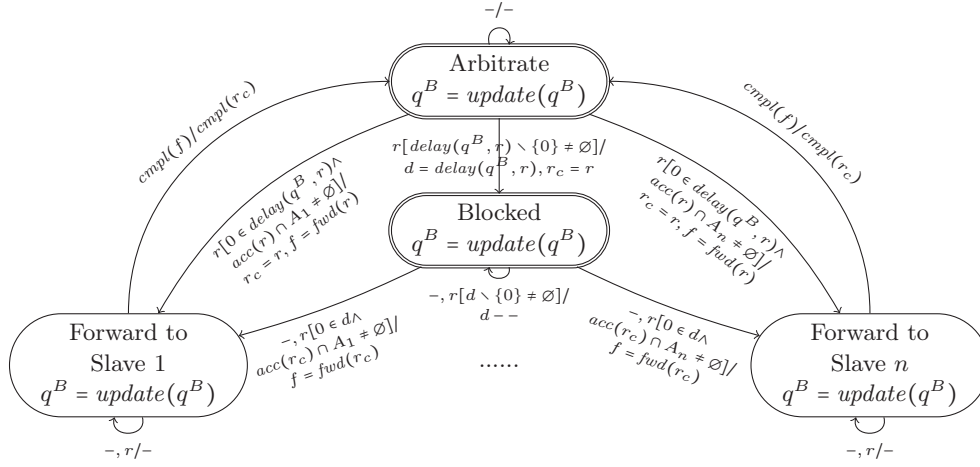 −/−
Arbitrate
q^B = update(q^B)
cmpl(f)/cmpl(r_c)
cmpl(f)/cmpl(r_c)
r[delay(q^B, r) ∖ {0} ≠ ∅]/
d = delay(q^B, r), r_c = r
r[0 ∈ delay(q^B, r)∧
acc(r) ∩ A_1 ≠ ∅]/
r_c = r, f = fwd(r)
r[0 ∈ delay(q^B, r)∧
acc(r) ∩ A_n ≠ ∅]/
r_c = r, f = fwd(r)
Blocked
q^B = update(q^B)
−, r[d ∖ {0} ≠ ∅]/
d − −
−, r[0 ∈ d∧
acc(r_c) ∩ A_1 ≠ ∅]/
f = fwd(r_c)
−, r[0 ∈ d∧
acc(r_c) ∩ A_n ≠ ∅]/
f = fwd(r_c)
Forward to
Slave 1
q^B = update(q^B)
......
Forward to
Slave n
q^B = update(q^B)
−, r/−
−, r/−